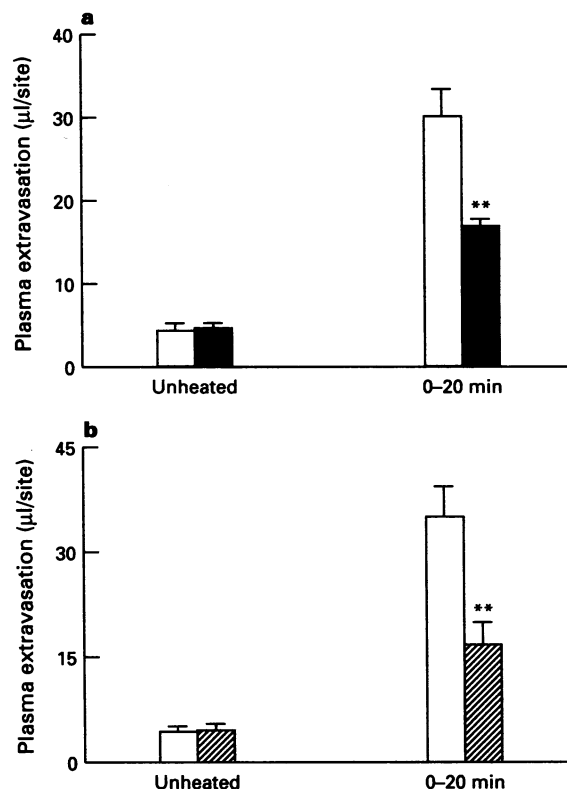 a
Plasma extravasation (μl/site)
40
30
20
10
0
**
Unheated
0–20 min
b
Plasma extravasation (μl/site)
45
30
15
0
**
Unheated
0–20 min